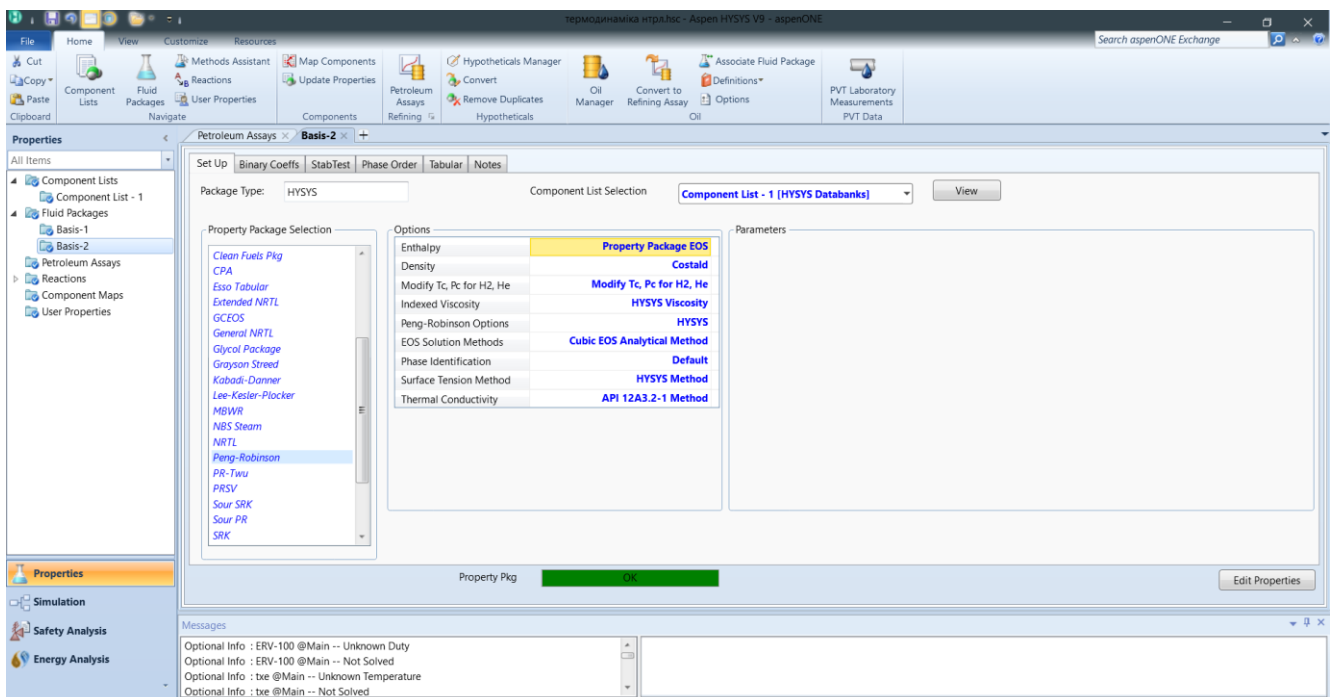 термодинаміка нтрл.hsc - Aspen HYSYS V9 - aspenONE
File Home View Customize Resources
Search aspenONE Exchange
Cut
Copy
Paste
Clipboard
Component Lists
Fluid Packages
Methods Assistant
Reactions
User Properties
Navigate
Map Components
Update Properties
Components
Petroleum Assays
Refining
Hypotheticals Manager
Convert
Remove Duplicates
Hypotheticals
Oil Manager
Convert to Refining Assay
Associate Fluid Package
Definitions
Options
Oil
PVT Laboratory Measurements
PVT Data
Properties
All Items
Component Lists
Component List - 1
Fluid Packages
Basis-1
Basis-2
Petroleum Assays
Reactions
Component Maps
User Properties
Properties
Simulation
Safety Analysis
Energy Analysis
Petroleum Assays Basis-2 +
Set Up Binary Coeffs StabTest Phase Order Tabular Notes
Package Type: HYSYS Component List Selection Component List - 1 [HYSYS Databanks] View
Property Package Selection
Clean Fuels Pkg
CPA
Esso Tabular
Extended NRTL
GCEOS
General NRTL
Glycol Package
Grayson Streed
Kabadi-Danner
Lee-Kesler-Plocker
MBWR
NBS Steam
NRTL
Peng-Robinson
PR-Twu
PRSV
Sour SRK
Sour PR
SRK
Options
Enthalpy Property Package EOS
Density Costald
Modify Tc, Pc for H2, He Modify Tc, Pc for H2, He
Indexed Viscosity HYSYS Viscosity
Peng-Robinson Options HYSYS
EOS Solution Methods Cubic EOS Analytical Method
Phase Identification Default
Surface Tension Method HYSYS Method
Thermal Conductivity API 12A3.2-1 Method
Parameters
Property Pkg OK
Edit Properties
Messages
Optional Info : ERV-100 @Main -- Unknown Duty
Optional Info : ERV-100 @Main -- Not Solved
Optional Info : txe @Main -- Unknown Temperature
Optional Info : txe @Main -- Not Solved